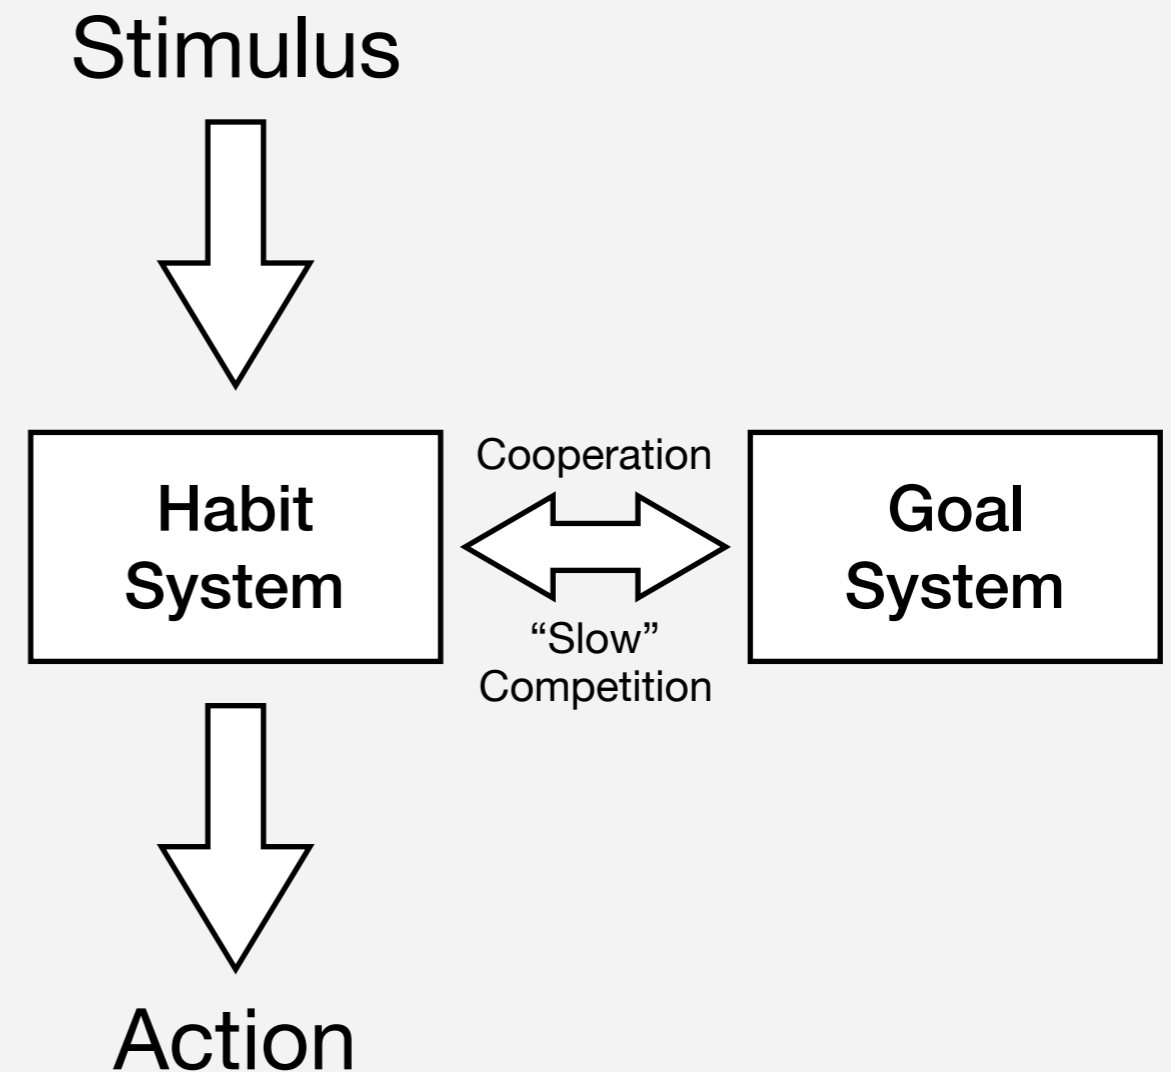 Stimulus
Habit
System
Cooperation
“Slow”
Competition
Goal
System
Action